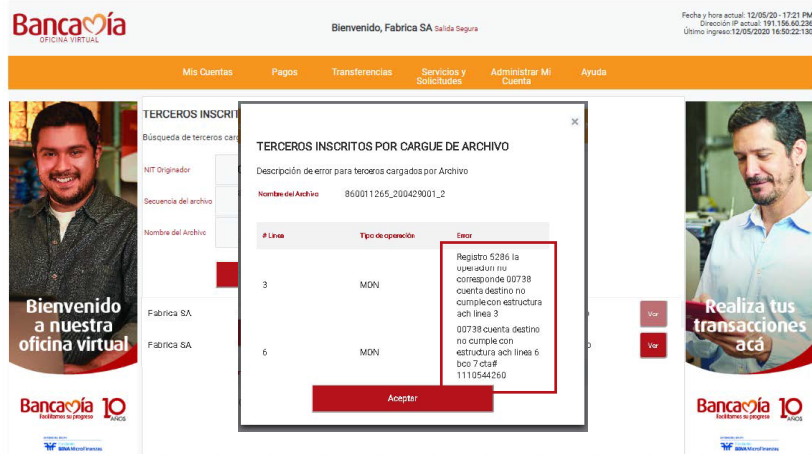 Bancamía
OFICINA VIRTUAL
Bienvenido, Fabrica SA Salida Segura
Fecha y hora actual: 12/05/20 - 17:21 PM
Dirección IP actual: 191.156.60.236
Último ingreso:12/05/2020 16:50:22:130
Mis Cuentas
Pagos
Transferencias
Servicios y
Solicitudes
Administrar Mi
Cuenta
Ayuda
TERCEROS INSCRIT
Búsqueda de terceros carg
NIT Originador
Secuencia del archivo
Nombre del Archivo
Fabrica SA
Ver
Fabrica SA
Ver
×
TERCEROS INSCRITOS POR CARGUE DE ARCHIVO
Descripción de error para terceros cargados por Archivo
Nombre del Archivo 860011265_200429001_2
# Linea Tipo de operación Error
3 MDN
Registro 5286 la
operación no
corresponde 00738
cuenta destino no
cumple con estructura
ach linea 3
6 MDN
00738 cuenta destino
no cumple con
estructura ach linea 6
bco 7 cta#
1110544260
Aceptar
Bienvenido
a nuestra
oficina virtual
Bancamía 10
Facilitamos su progreso AÑOS
BBVA MicroFinanzas
Realiza tus
transacciones
acá
Bancamía 10
Facilitamos su progreso AÑOS
BBVA MicroFinanzas